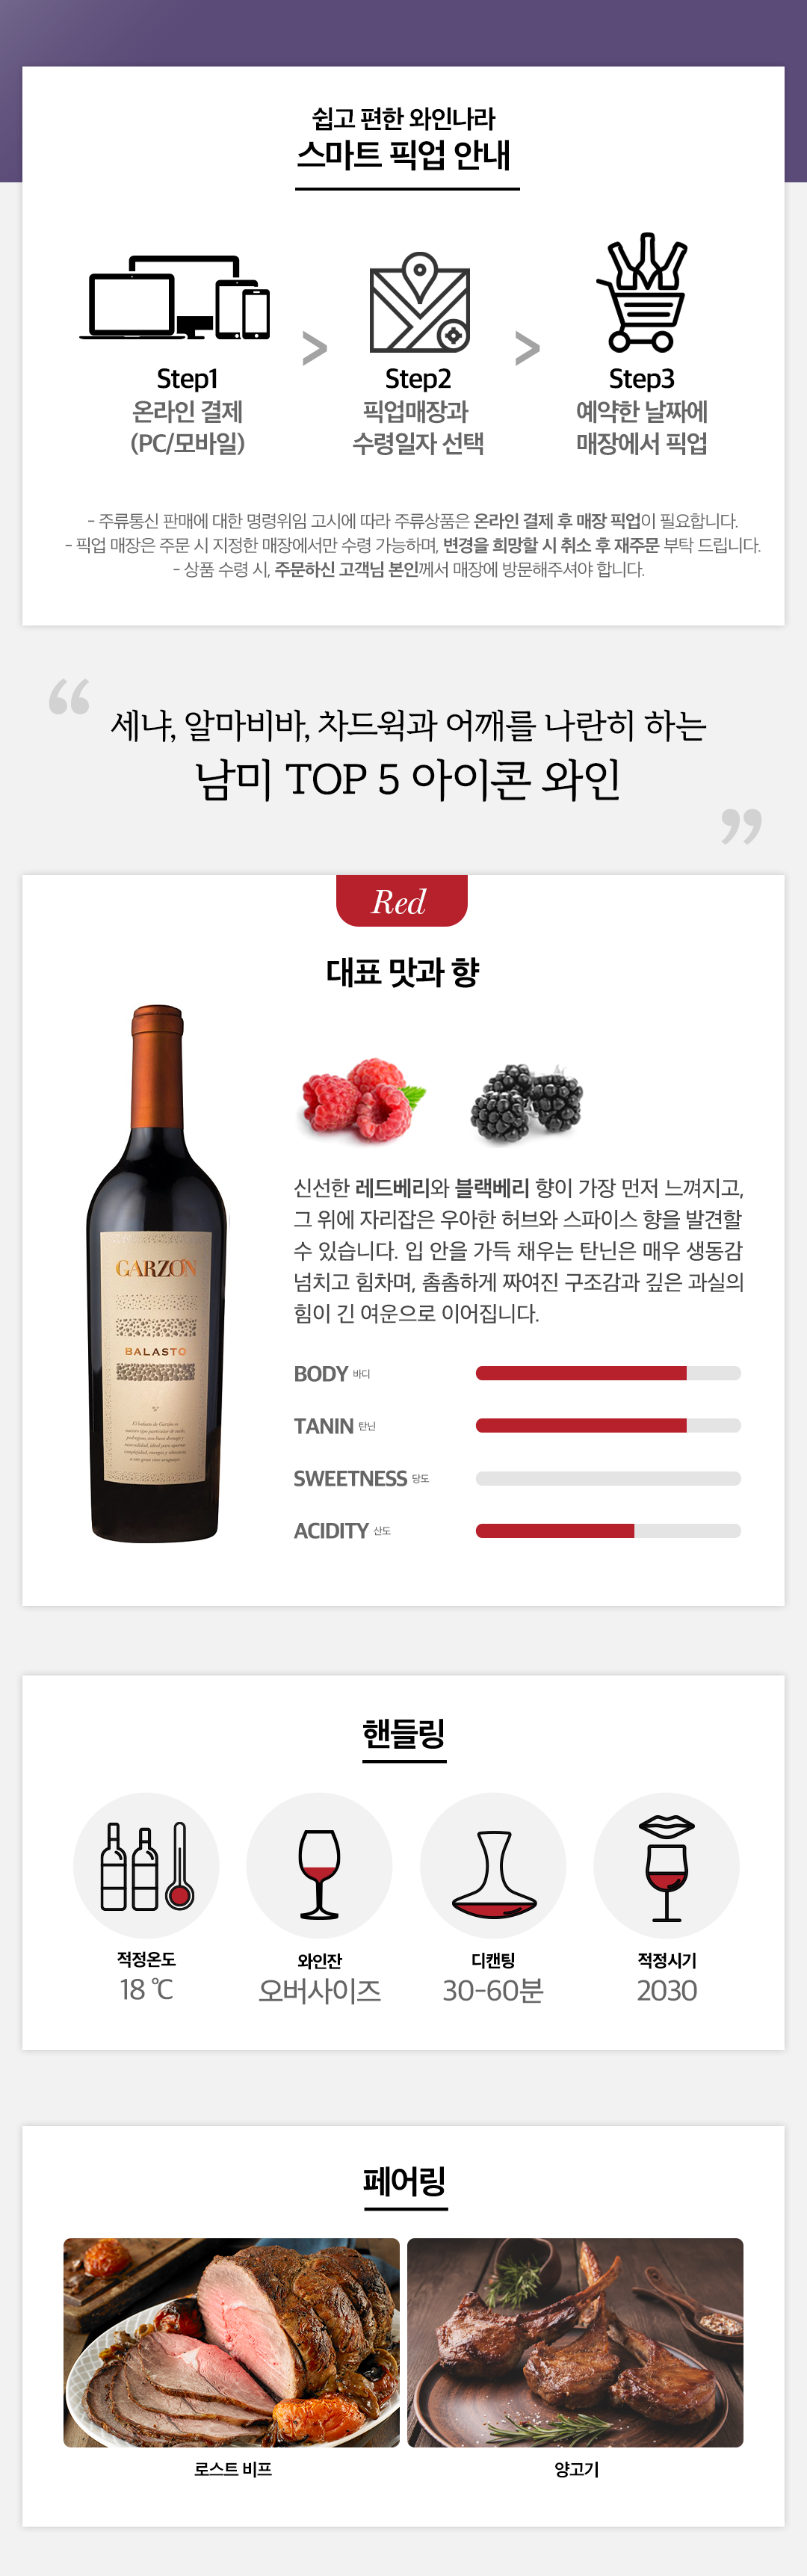 쉽고 편한 와인나라
스마트 픽업 안내
>
>
Step1
온라인 결제
(PC/모바일)
Step2
픽업매장과
수령일자 선택
Step3
예약한 날짜에
매장에서 픽업
- 주류통신 판매에 대한 명령위임 고시에 따라 주류상품은 온라인 결제 후 매장 픽업이 필요합니다.
- 픽업 매장은 주문 시 지정한 매장에서만 수령 가능하며, 변경을 희망할 시 취소 후 재주문 부탁 드립니다.
- 상품 수령 시, 주문하신 고객님 본인께서 매장에 방문해주셔야 합니다.
“
세냐, 알마비바, 차드윅과 어깨를 나란히 하는
남미 TOP 5 아이콘 와인
”
Red
대표 맛과 향
GARZÓN
BALASTO
신선한 레드베리와 블랙베리 향이 가장 먼저 느껴지고,
그 위에 자리잡은 우아한 허브와 스파이스 향을 발견할
수 있습니다. 입 안을 가득 채우는 탄닌은 매우 생동감
넘치고 힘차며, 촘촘하게 짜여진 구조감과 깊은 과실의
힘이 긴 여운으로 이어집니다.
BODY 바디
TANIN 탄닌
SWEETNESS 당도
ACIDITY 산도
핸들링
적정온도
18 ℃
와인잔
오버사이즈
디캔팅
30-60분
적정시기
2030
페어링
로스트 비프
양고기